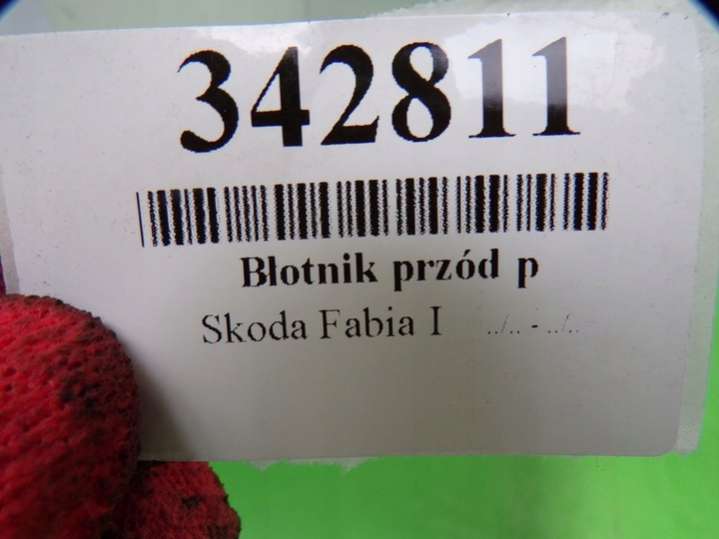 342811
Błotnik przód p
Skoda Fabia I ../.. - ../..